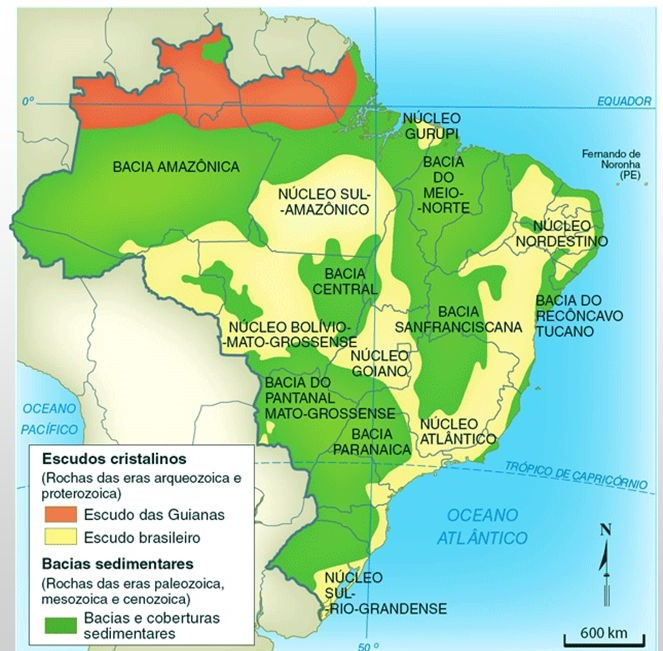 0º
EQUADOR
NÚCLEO
GURUPI
Fernando de
Noronha
(PE)
BACIA AMAZÔNICA
BACIA
DO
MEIO-
-NORTE
NÚCLEO SUL-
-AMAZÔNICO
NÚCLEO
NORDESTINO
BACIA
CENTRAL
BACIA DO
RECÔNCAVO
TUCANO
BACIA
SANFRANCISCANA
NÚCLEO BOLÍVIO-
-MATO-GROSSENSE
NÚCLEO
GOIANO
BACIA DO
PANTANAL
MATO-GROSSENSE
OCEANO
PACÍFICO
NÚCLEO
ATLÂNTICO
BACIA
PARANAICA
TRÓPICO DE CAPRICÓRNIO
Escudos cristalinos
(Rochas das eras arqueozoica e
proterozoica)
Escudo das Guianas
Escudo brasileiro
Bacias sedimentares
(Rochas das eras paleozoica,
mesozoica e cenozoica)
Bacias e coberturas
sedimentares
OCEANO
ATLÂNTICO
N
NÚCLEO
SUL-
-RIO-GRANDENSE
600 km
50º